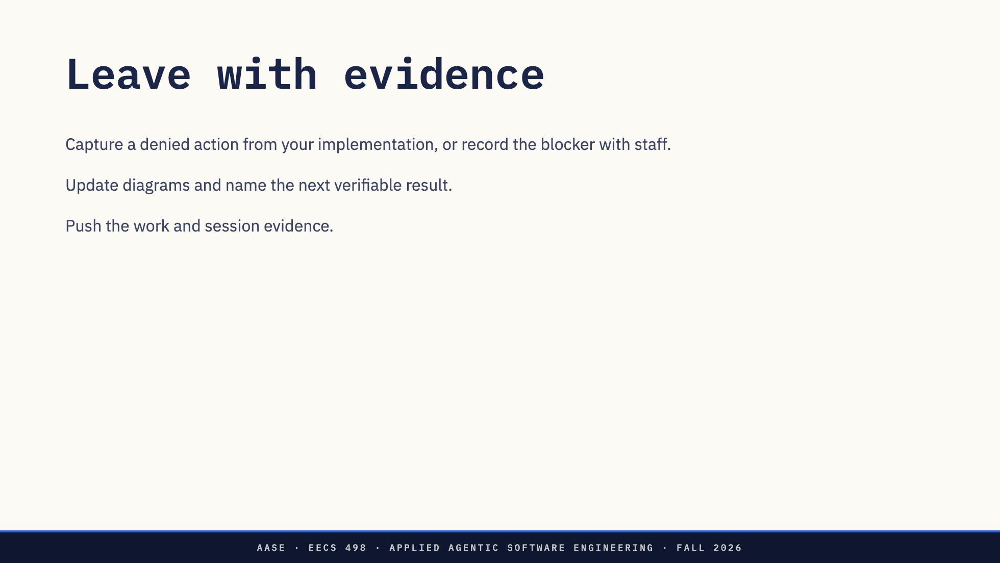 Leave with evidence
Capture a denied action from your implementation, or record the blocker with staff.
Update diagrams and name the next verifiable result.
Push the work and session evidence.
AASE · EECS 498 · APPLIED AGENTIC SOFTWARE ENGINEERING · FALL 2026